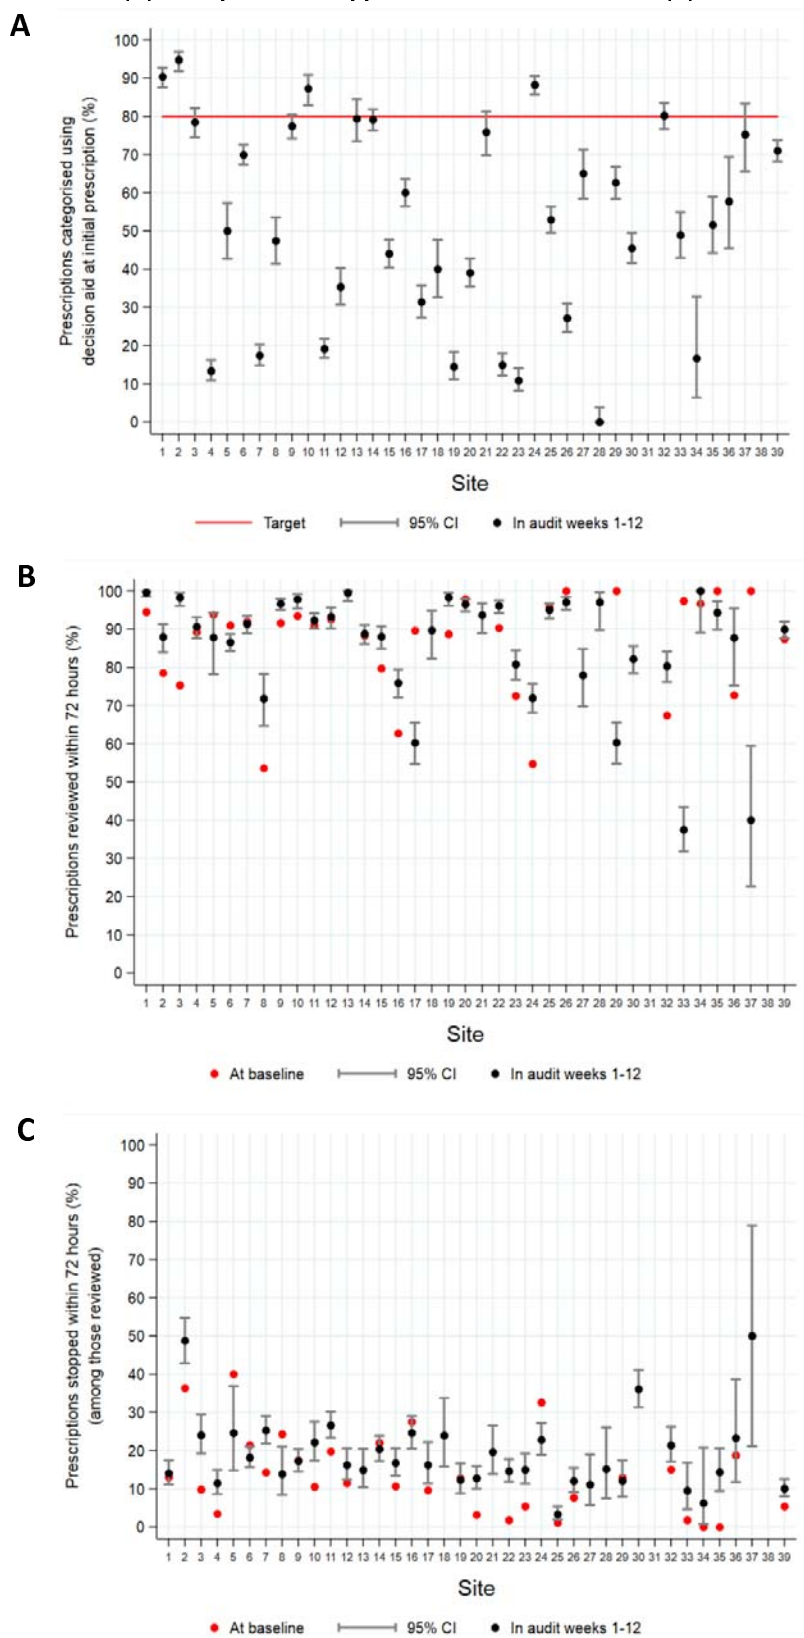 A
Prescriptions categorised using
decision aid at initial prescription (%)
100
90
80
70
60
50
40
30
20
10
0
1 2 3 4 5 6 7 8 9 10 11 12 13 14 15 16 17 18 19 20 21 22 23 24 25 26 27 28 29 30 31 32 33 34 35 36 37 38 39
Site
Target 95% CI In audit weeks 1-12
B
Prescriptions reviewed within 72 hours (%)
100
90
80
70
60
50
40
30
20
10
0
1 2 3 4 5 6 7 8 9 10 11 12 13 14 15 16 17 18 19 20 21 22 23 24 25 26 27 28 29 30 31 32 33 34 35 36 37 38 39
Site
At baseline 95% CI In audit weeks 1-12
C
Prescriptions stopped within 72 hours (%)
(among those reviewed)
100
90
80
70
60
50
40
30
20
10
0
1 2 3 4 5 6 7 8 9 10 11 12 13 14 15 16 17 18 19 20 21 22 23 24 25 26 27 28 29 30 31 32 33 34 35 36 37 38 39
Site
At baseline 95% CI In audit weeks 1-12